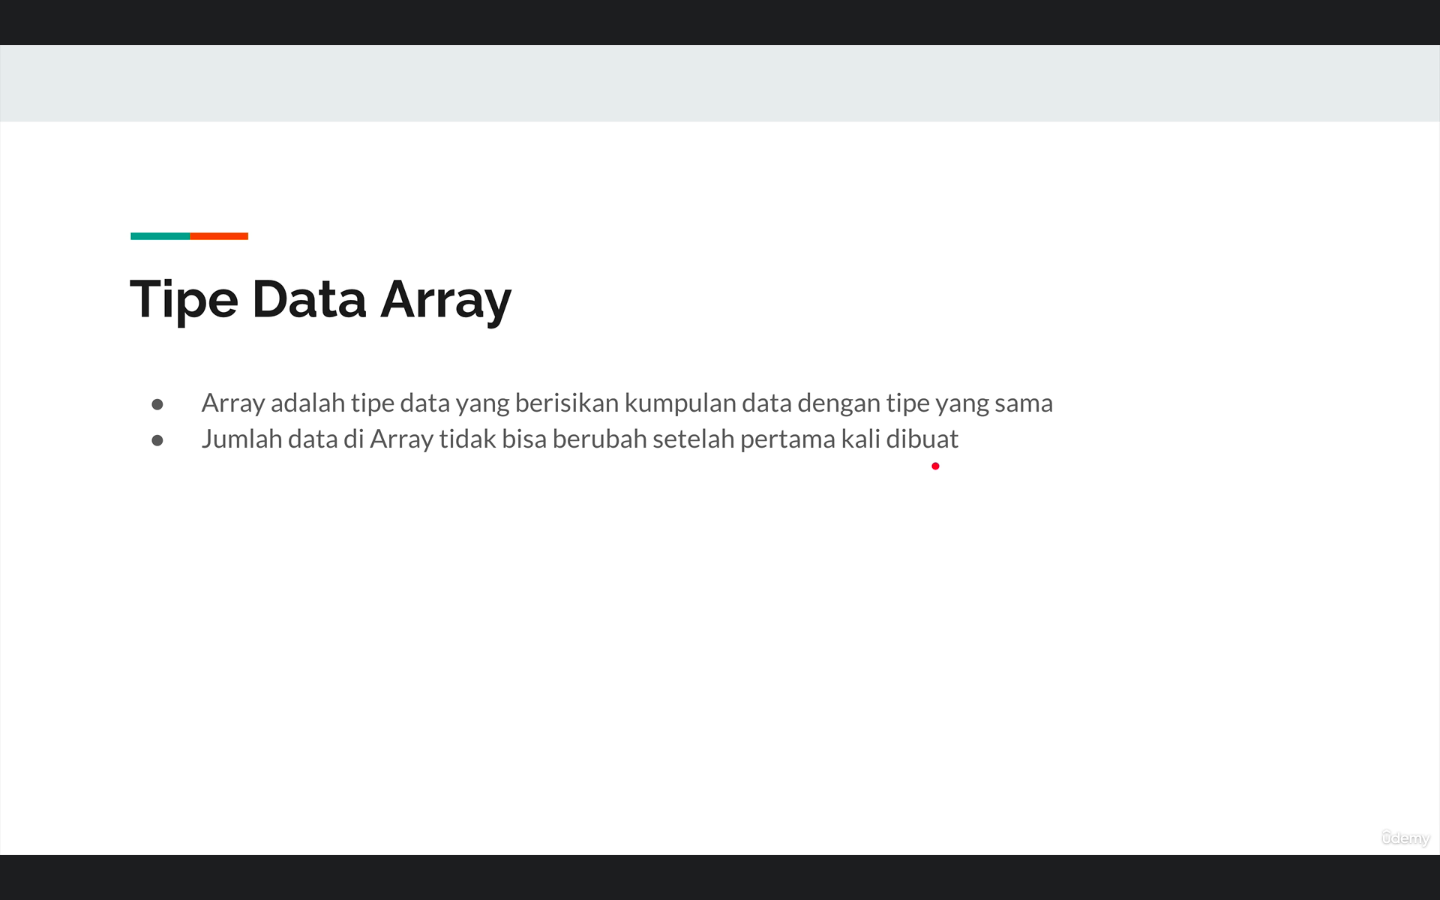 Tipe Data Array
● Array adalah tipe data yang berisikan kumpulan data dengan tipe yang sama
● Jumlah data di Array tidak bisa berubah setelah pertama kali dibuat
ûdemy